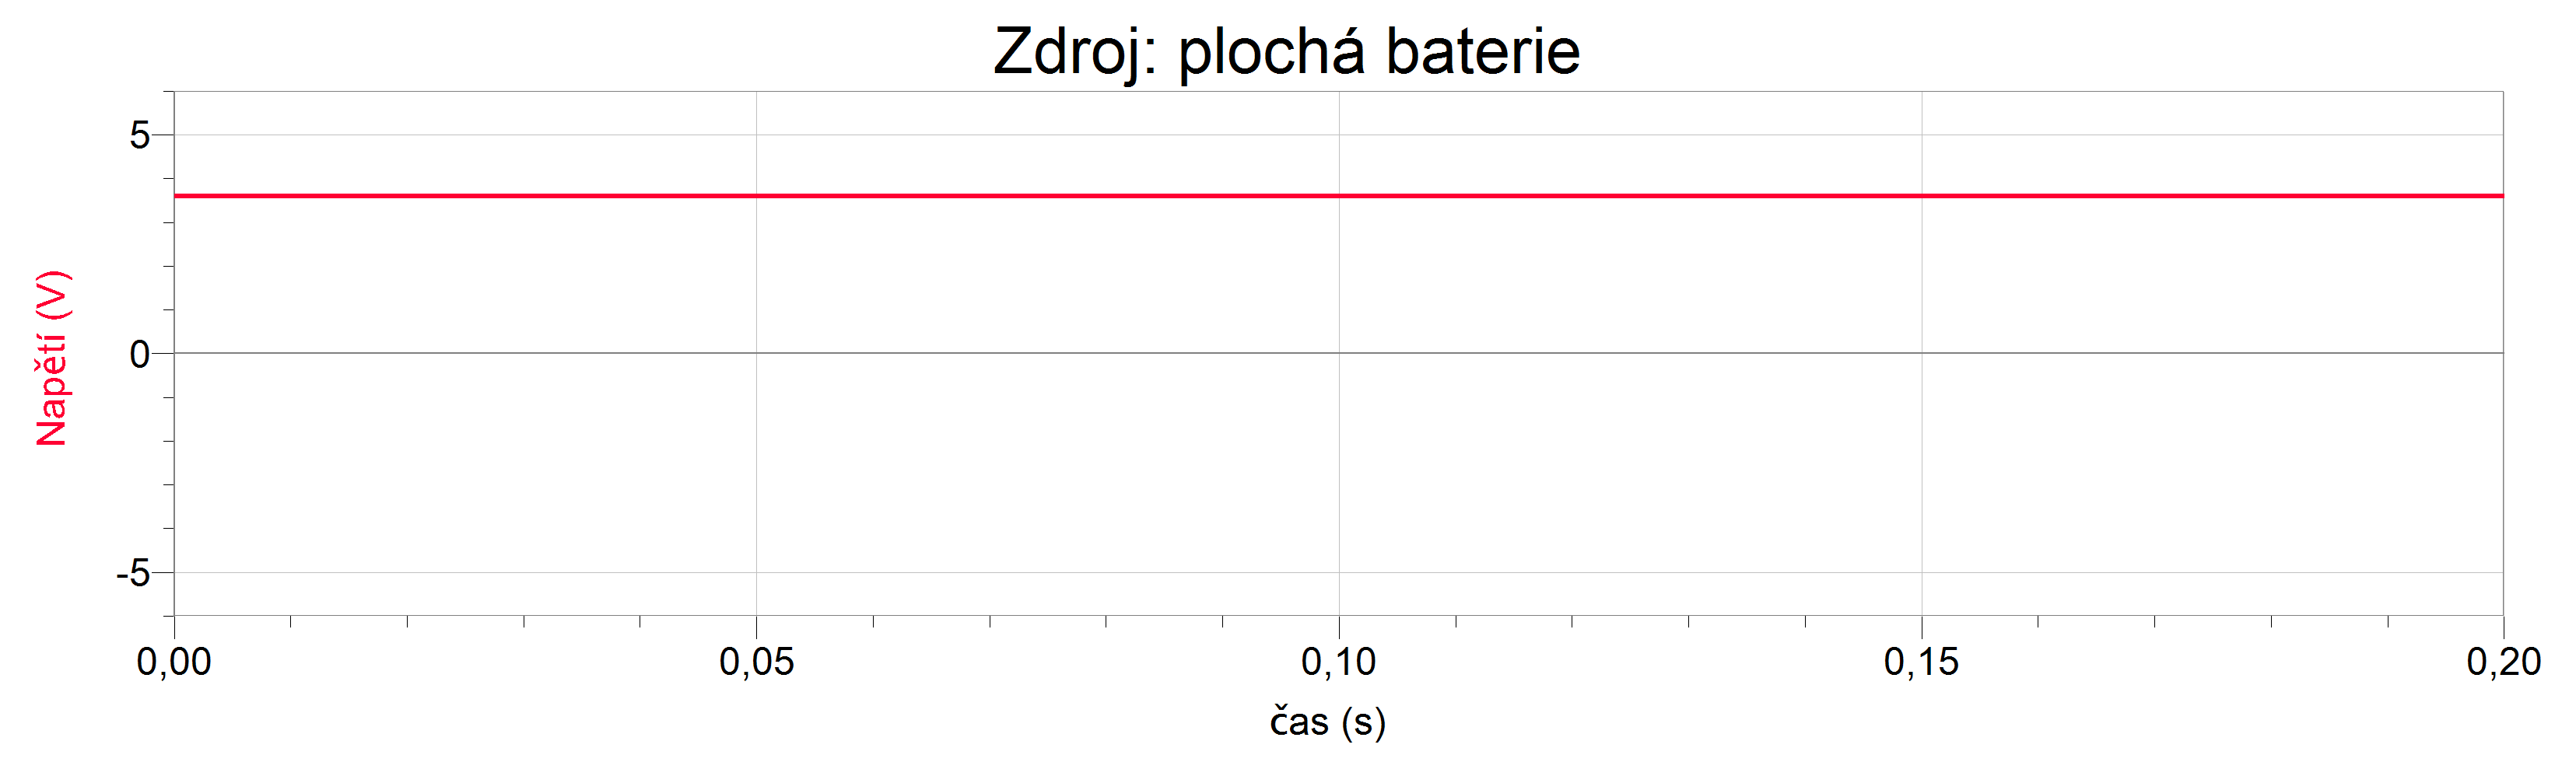 Zdroj: plochá baterie
5
0
-5
Napětí (V)
0,00 0,05 0,10 0,15 0,20
čas (s)